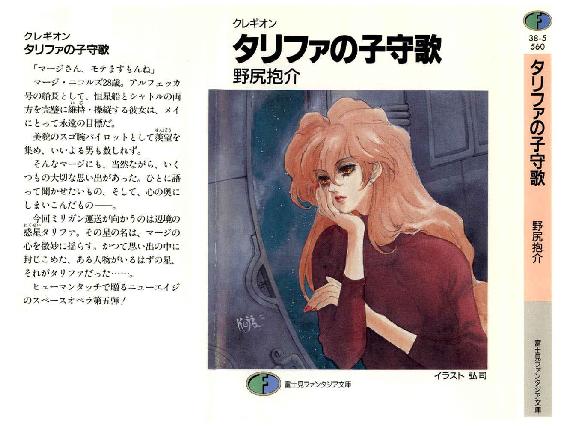 クレギオン
タリファの子守歌
「マージさん、モテますもんね」
マージ・ニコルズ28歳。アルフェッカ
号の船長として、恒星船とシャトルの両
方を完璧に維持・操縦する彼女は、メイ
にとって永遠の目標だ。
美貌のスゴ腕パイロットとして羨望を
集め、いいよる男も数しれず。
そんなマージにも、当然ながら、いく
つもの大切な思い出があった。ひとに語
って聞かせたいもの、そして、心の奥に
しまいこんだもの――。
今回ミリガン運送が向かうのは辺境の
惑星タリファ。その星の名は、マージの
心を微妙に揺らす。かつて思い出の中に
封じこめた、ある人物がいるはずの星、
それがタリファだった……。
ヒューマンタッチで贈るニューエイジ
のスペースオペラ第五弾!
クレギオン
タリファの子守歌
野尻抱介
イラスト 弘司
富士見ファンタジア文庫
38-5
560
タリファの子守歌
野尻抱介
富士見ファンタジア文庫